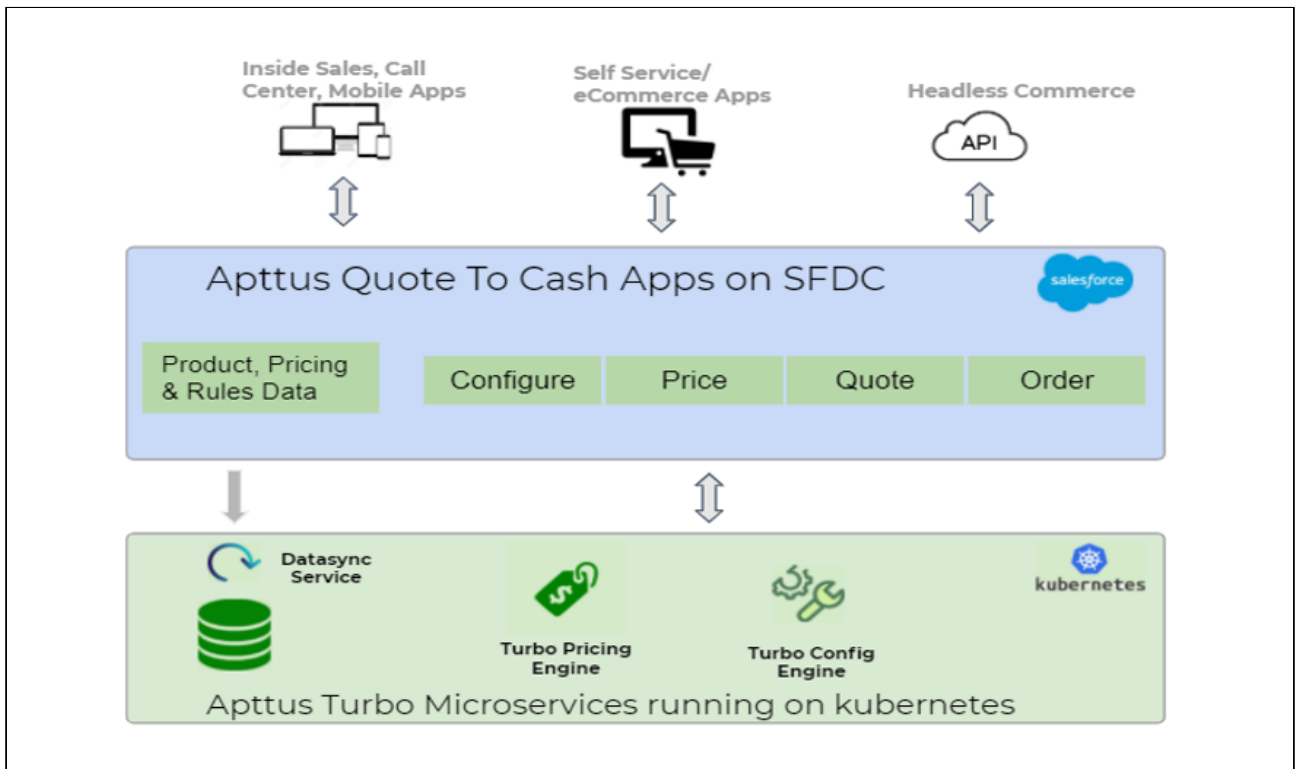 Inside Sales, Call
Center, Mobile Apps
Self Service/
eCommerce Apps
Headless Commerce
API
Apttus Quote To Cash Apps on SFDC
salesforce
Product, Pricing
& Rules Data
Configure
Price
Quote
Order
Datasync
Service
Turbo Pricing
Engine
Turbo Config
Engine
kubernetes
Apttus Turbo Microservices running on kubernetes